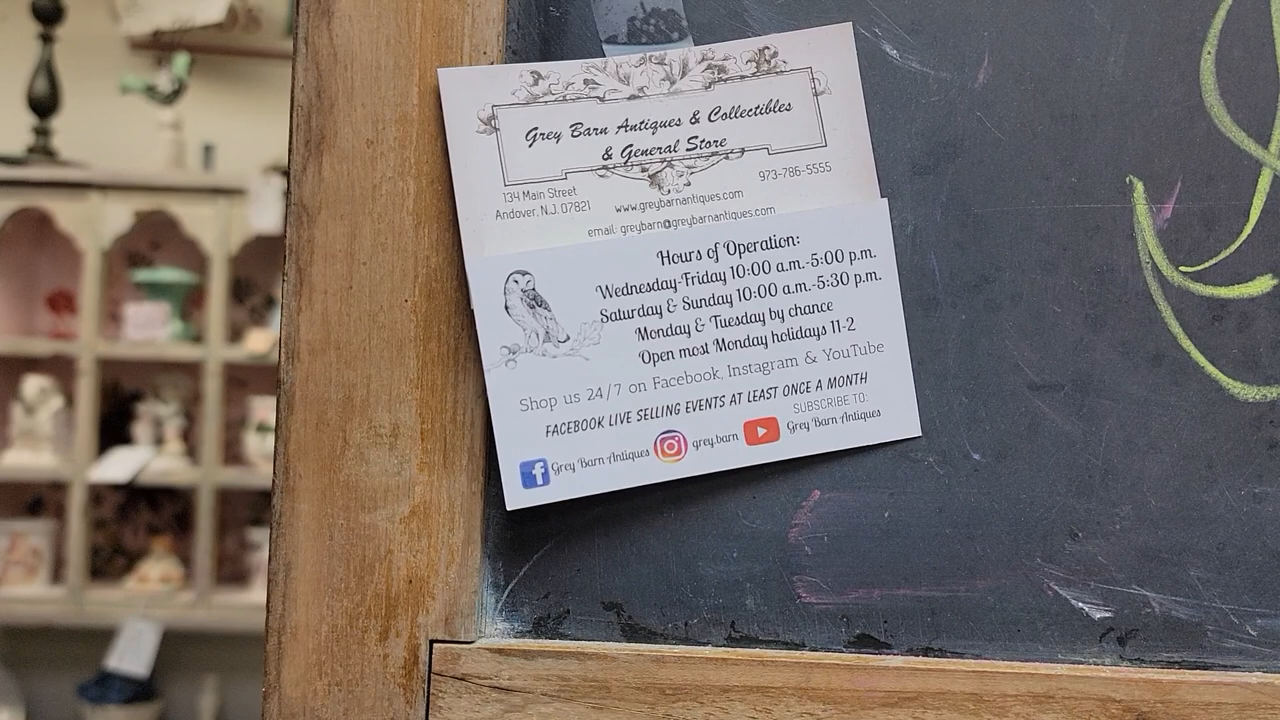 Grey Barn Antiques & Collectibles
& General Store
134 Main Street
Andover, N.J. 07821
973-786-5555
www.greybarnantiques.com
email: greybarn@greybarnantiques.com
Hours of Operation:
Wednesday-Friday 10:00 a.m.-5:00 p.m.
Saturday & Sunday 10:00 a.m.-5:30 p.m.
Monday & Tuesday by chance
Open most Monday holidays 11-2
Shop us 24/7 on Facebook, Instagram & YouTube
FACEBOOK LIVE SELLING EVENTS AT LEAST ONCE A MONTH
SUBSCRIBE TO:
f Grey Barn Antiques grey.barn Grey Barn Antiques